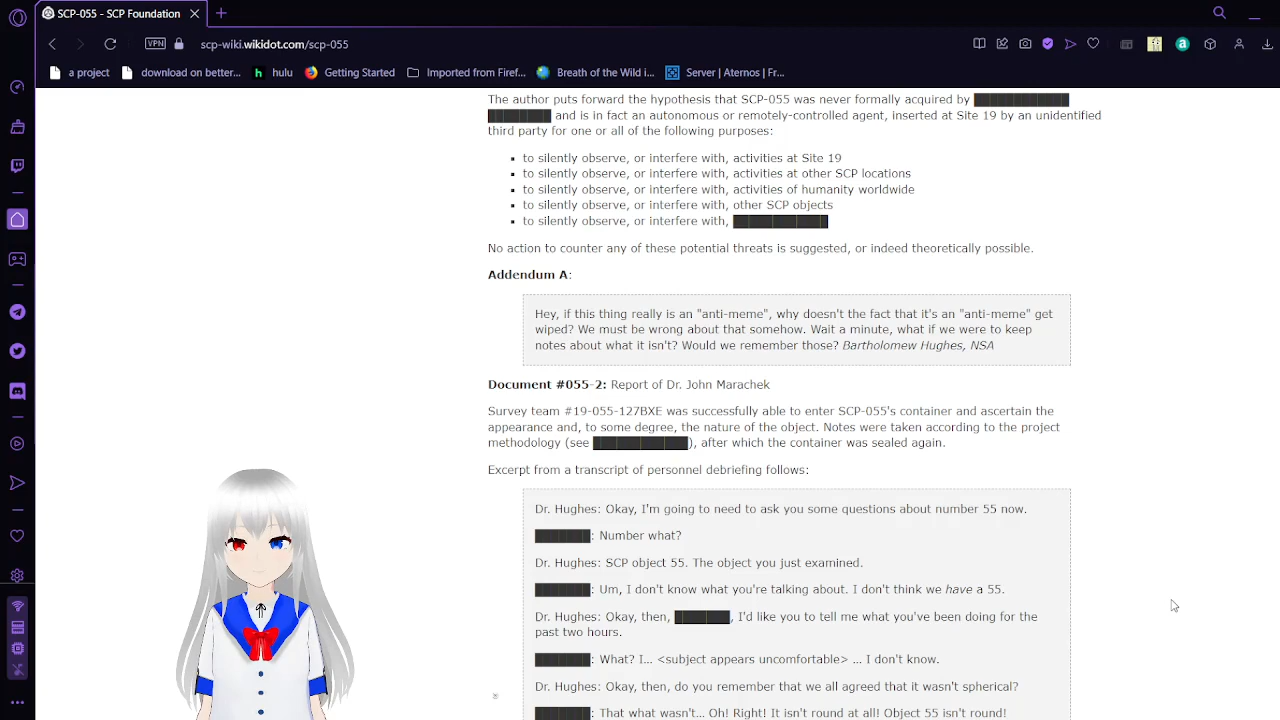 SCP-055 - SCP Foundation
VPN
scp-wiki.wikidot.com/scp-055
a project
download on better...
hulu
Getting Started
Imported from Firef...
Breath of the Wild i...
Server | Aternos | Fr...
The author puts forward the hypothesis that SCP-055 was never formally acquired by ████████████
████████ and is in fact an autonomous or remotely-controlled agent, inserted at Site 19 by an unidentified
third party for one or all of the following purposes:
to silently observe, or interfere with, activities at Site 19
to silently observe, or interfere with, activities at other SCP locations
to silently observe, or interfere with, activities of humanity worldwide
to silently observe, or interfere with, other SCP objects
to silently observe, or interfere with, ████████████
No action to counter any of these potential threats is suggested, or indeed theoretically possible.
Addendum A:
Hey, if this thing really is an "anti-meme", why doesn't the fact that it's an "anti-meme" get
wiped? We must be wrong about that somehow. Wait a minute, what if we were to keep
notes about what it isn't? Would we remember those? Bartholomew Hughes, NSA
Document #055-2: Report of Dr. John Marachek
Survey team #19-055-127BXE was successfully able to enter SCP-055's container and ascertain the
appearance and, to some degree, the nature of the object. Notes were taken according to the project
methodology (see ████████████), after which the container was sealed again.
Excerpt from a transcript of personnel debriefing follows:
Dr. Hughes: Okay, I'm going to need to ask you some questions about number 55 now.
███████: Number what?
Dr. Hughes: SCP object 55. The object you just examined.
███████: Um, I don't know what you're talking about. I don't think we have a 55.
Dr. Hughes: Okay, then, ███████, I'd like you to tell me what you've been doing for the
past two hours.
███████: What? I... <subject appears uncomfortable> ... I don't know.
Dr. Hughes: Okay, then, do you remember that we all agreed that it wasn't spherical?
███████: That what wasn't... Oh! Right! It isn't round at all! Object 55 isn't round!